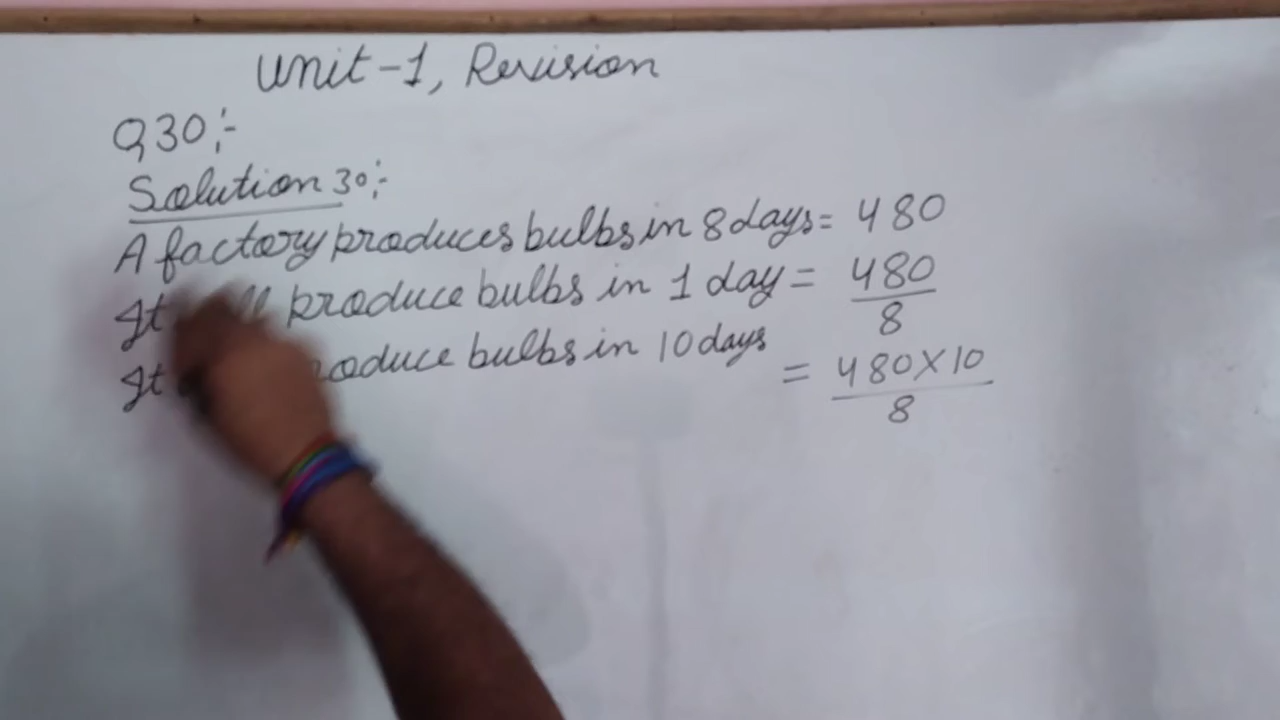 Unit-1, Revision
Q30;-
Solution 30;-
A factory produces bulbs in 8 days = 480
It produce bulbs in 1 day = 480/8
It produce bulbs in 10 days
= 480×10/8